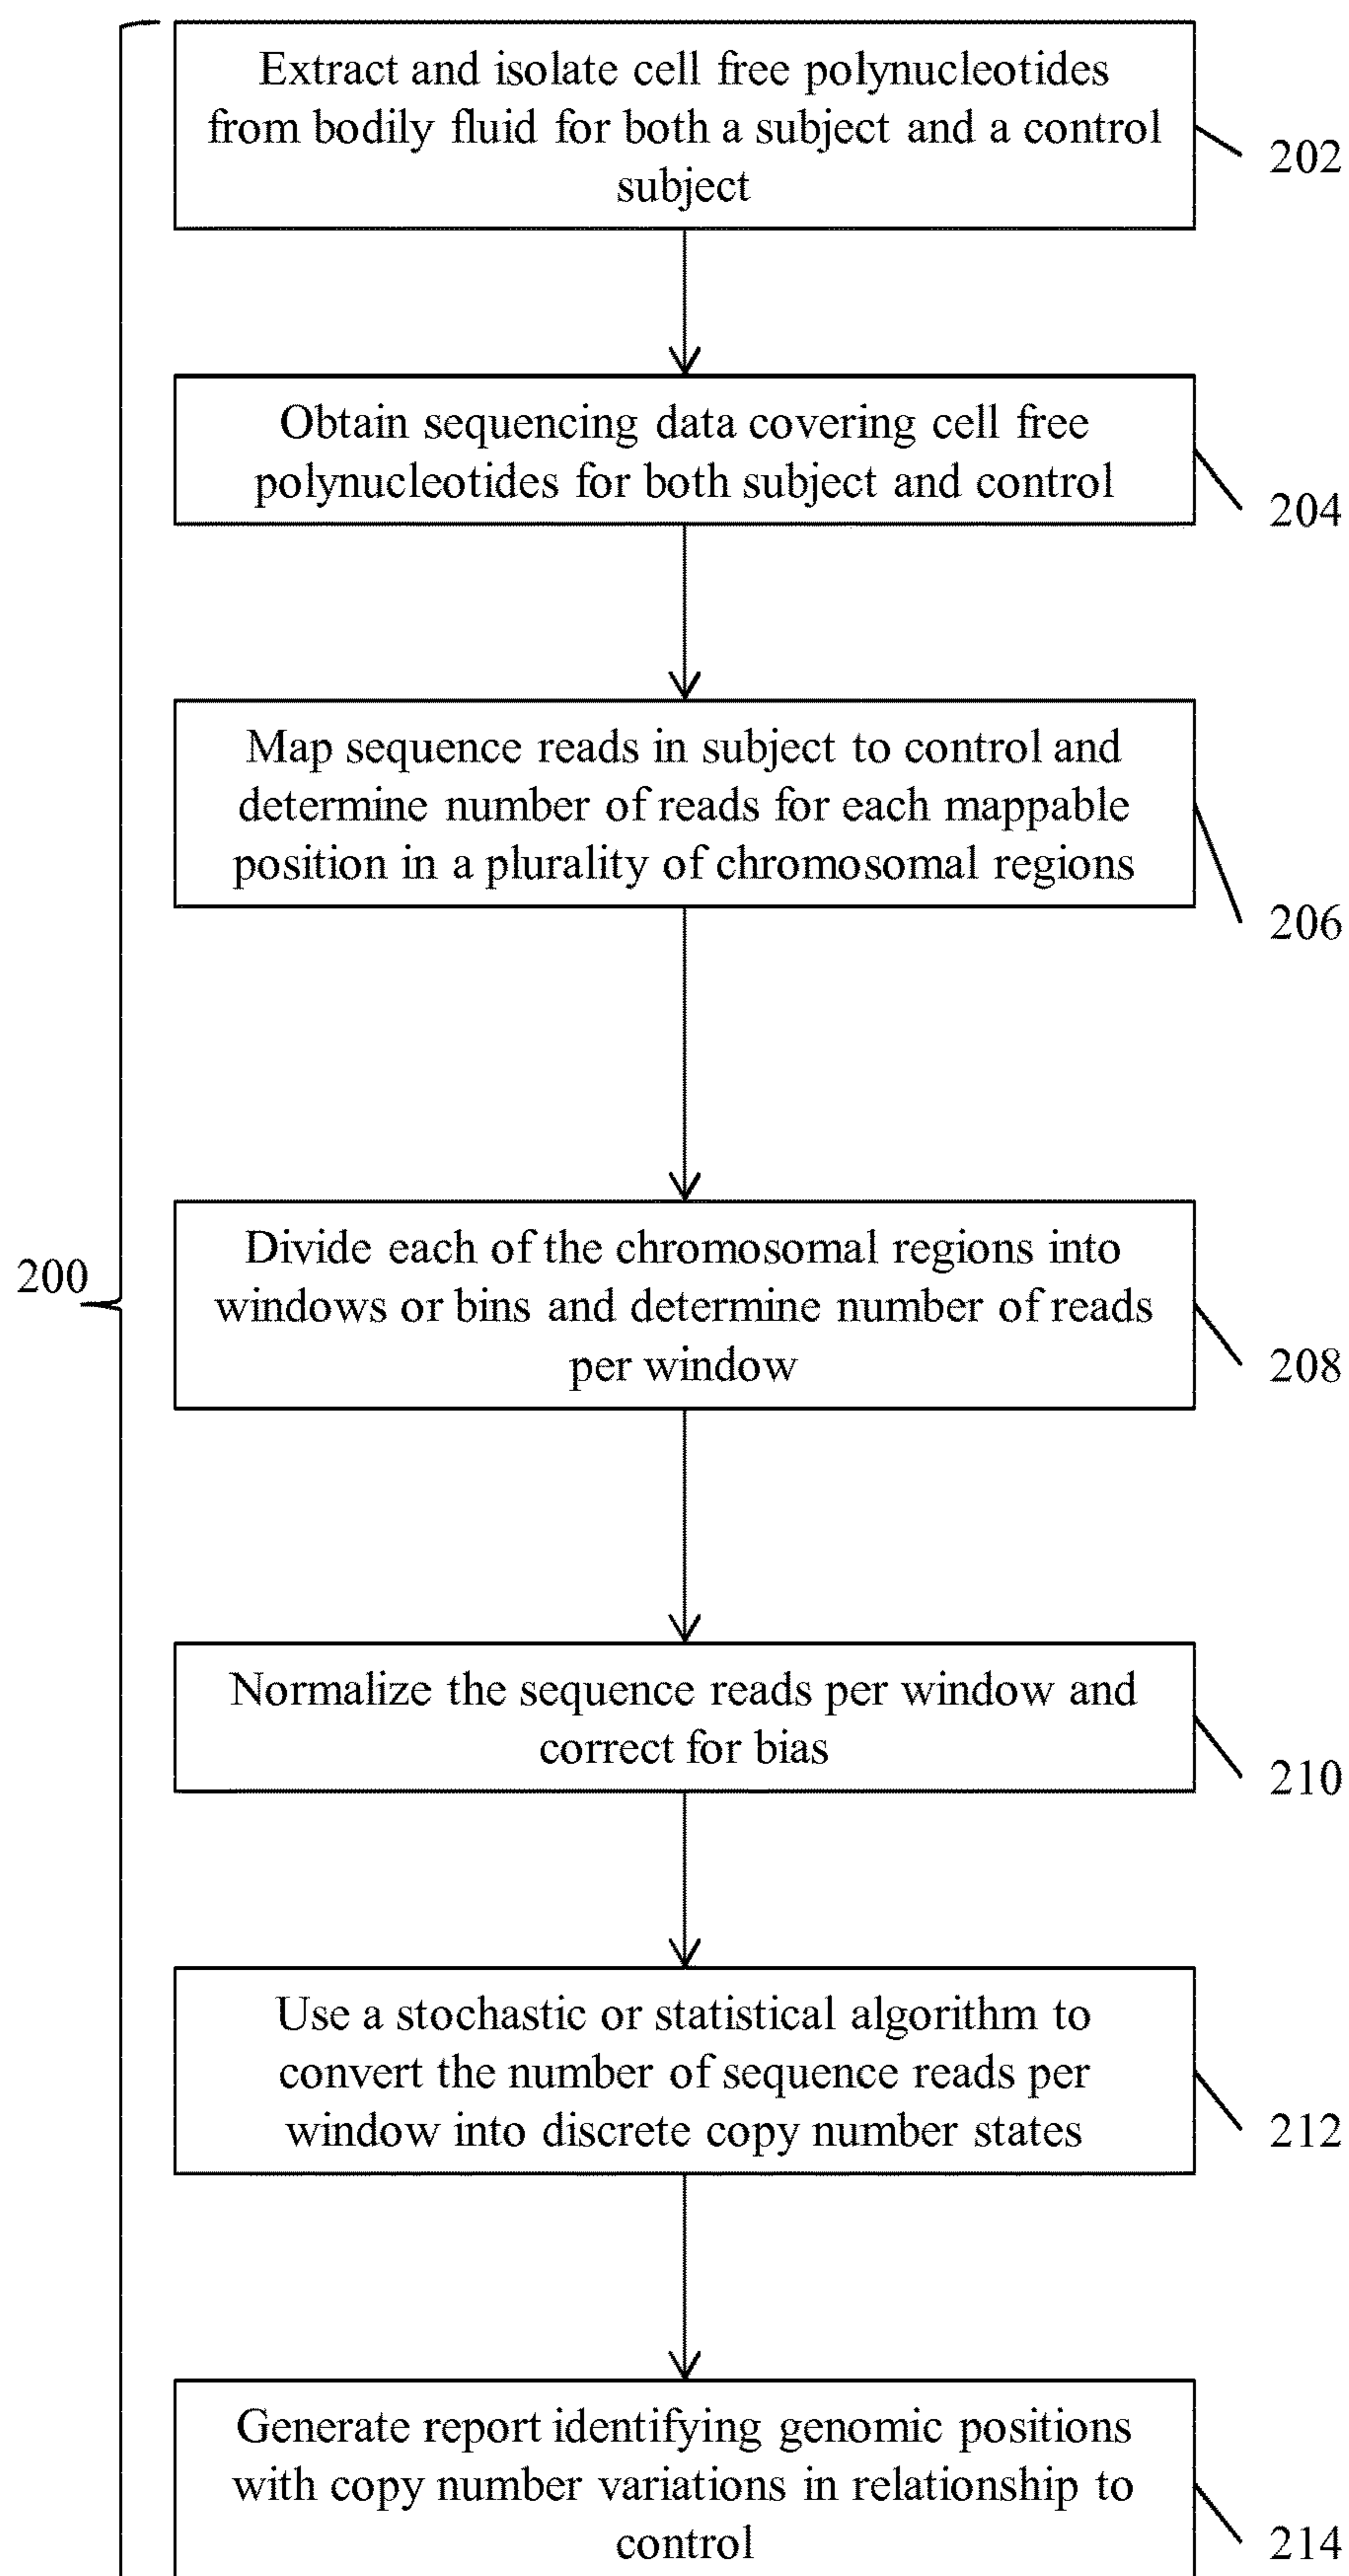 Extract and isolate cell free polynucleotides
from bodily fluid for both a subject and a control
subject
202
Obtain sequencing data covering cell free
polynucleotides for both subject and control
204
Map sequence reads in subject to control and
determine number of reads for each mappable
position in a plurality of chromosomal regions
206
200
Divide each of the chromosomal regions into
windows or bins and determine number of reads
per window
208
Normalize the sequence reads per window and
correct for bias
210
Use a stochastic or statistical algorithm to
convert the number of sequence reads per
window into discrete copy number states
212
Generate report identifying genomic positions
with copy number variations in relationship to
control
214